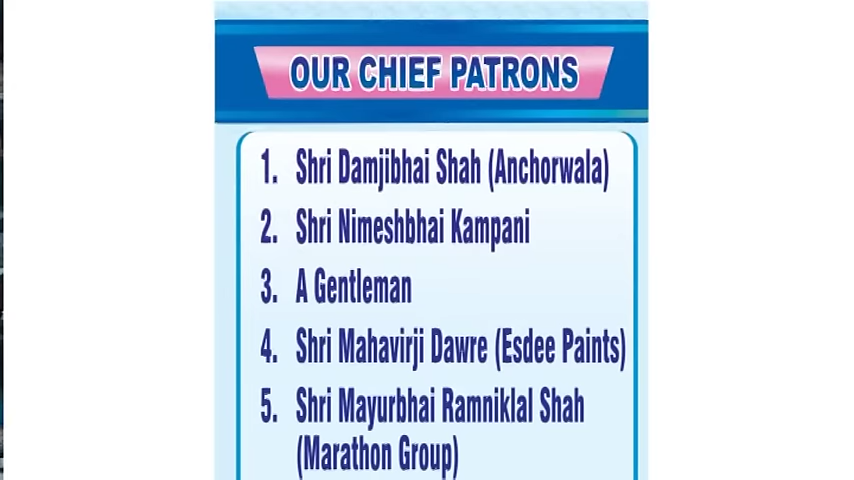 OUR CHIEF PATRONS
1. Shri Damjibhai Shah (Anchorwala)
2. Shri Nimeshbhai Kampani
3. A Gentleman
4. Shri Mahavirji Dawre (Esdee Paints)
5. Shri Mayurbhai Ramniklal Shah
(Marathon Group)